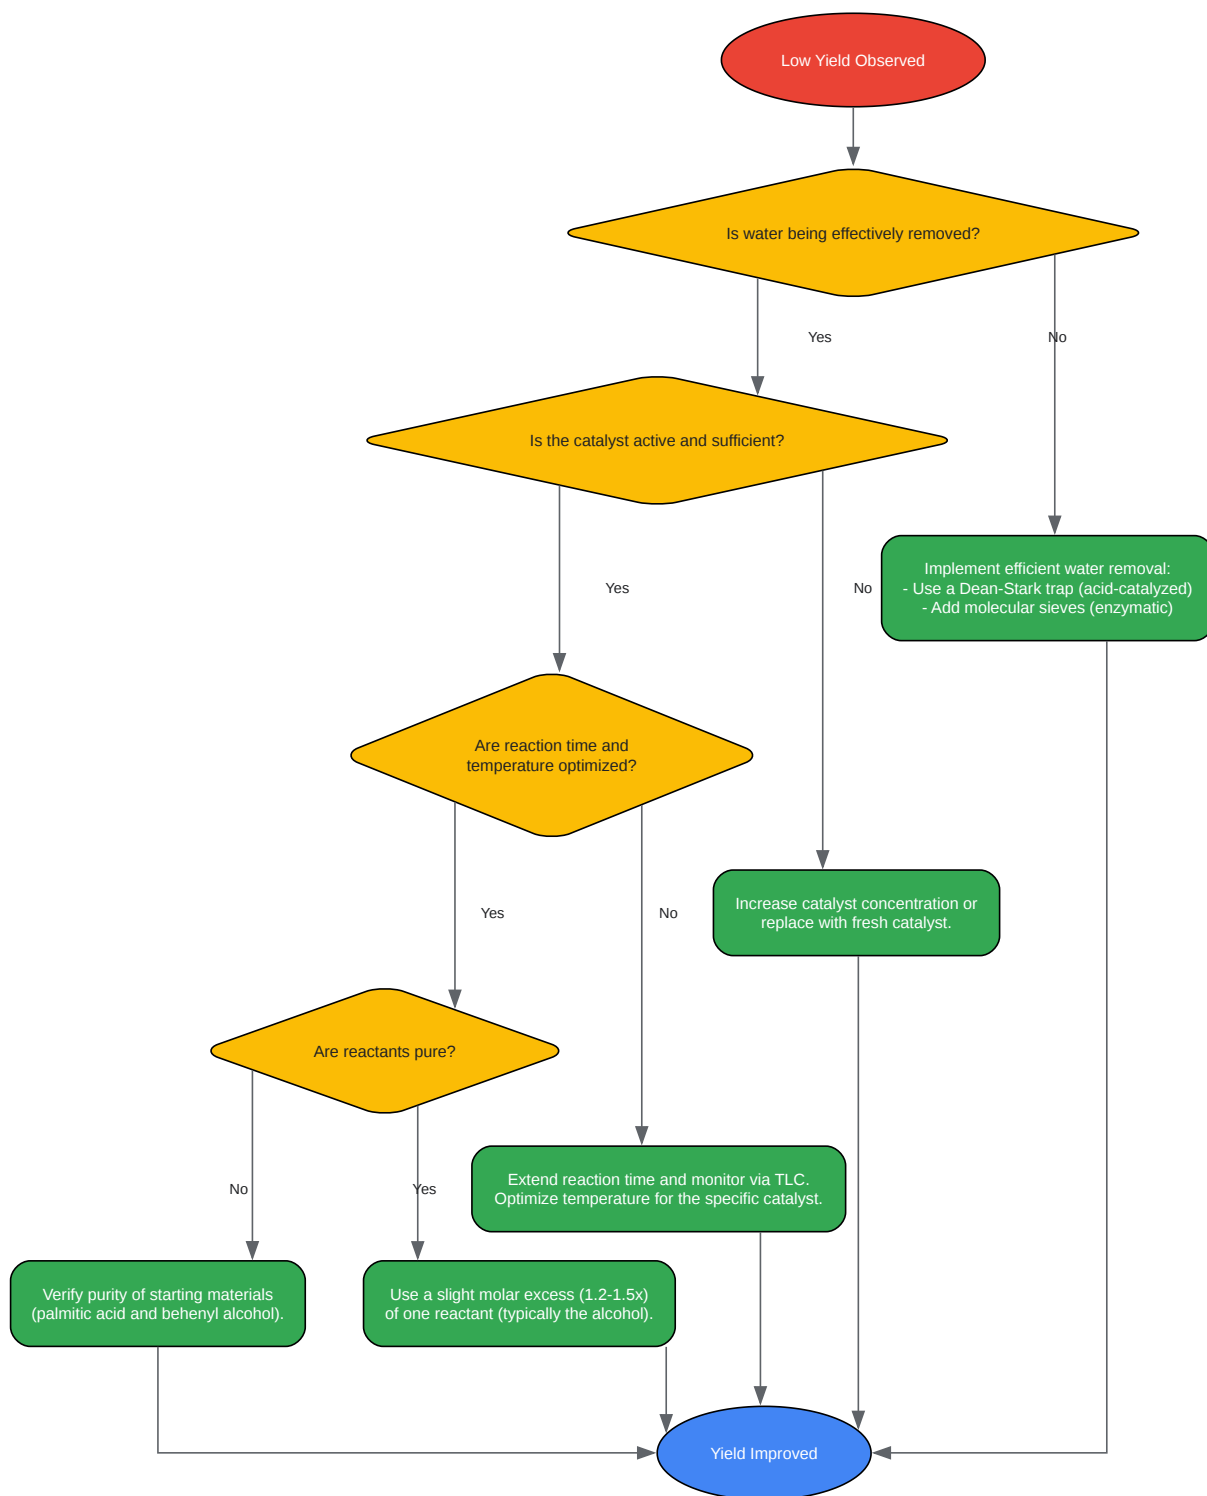 Low Yield Observed
Is water being effectively removed?
Yes
No
Is the catalyst active and sufficient?
Implement efficient water removal:
- Use a Dean-Stark trap (acid-catalyzed)
- Add molecular sieves (enzymatic)
Yes
No
Are reaction time and
temperature optimized?
Increase catalyst concentration or
replace with fresh catalyst.
Yes
No
Are reactants pure?
Extend reaction time and monitor via TLC.
Optimize temperature for the specific catalyst.
No
Yes
Verify purity of starting materials
(palmitic acid and behenyl alcohol).
Use a slight molar excess (1.2-1.5x)
of one reactant (typically the alcohol).
Yield Improved